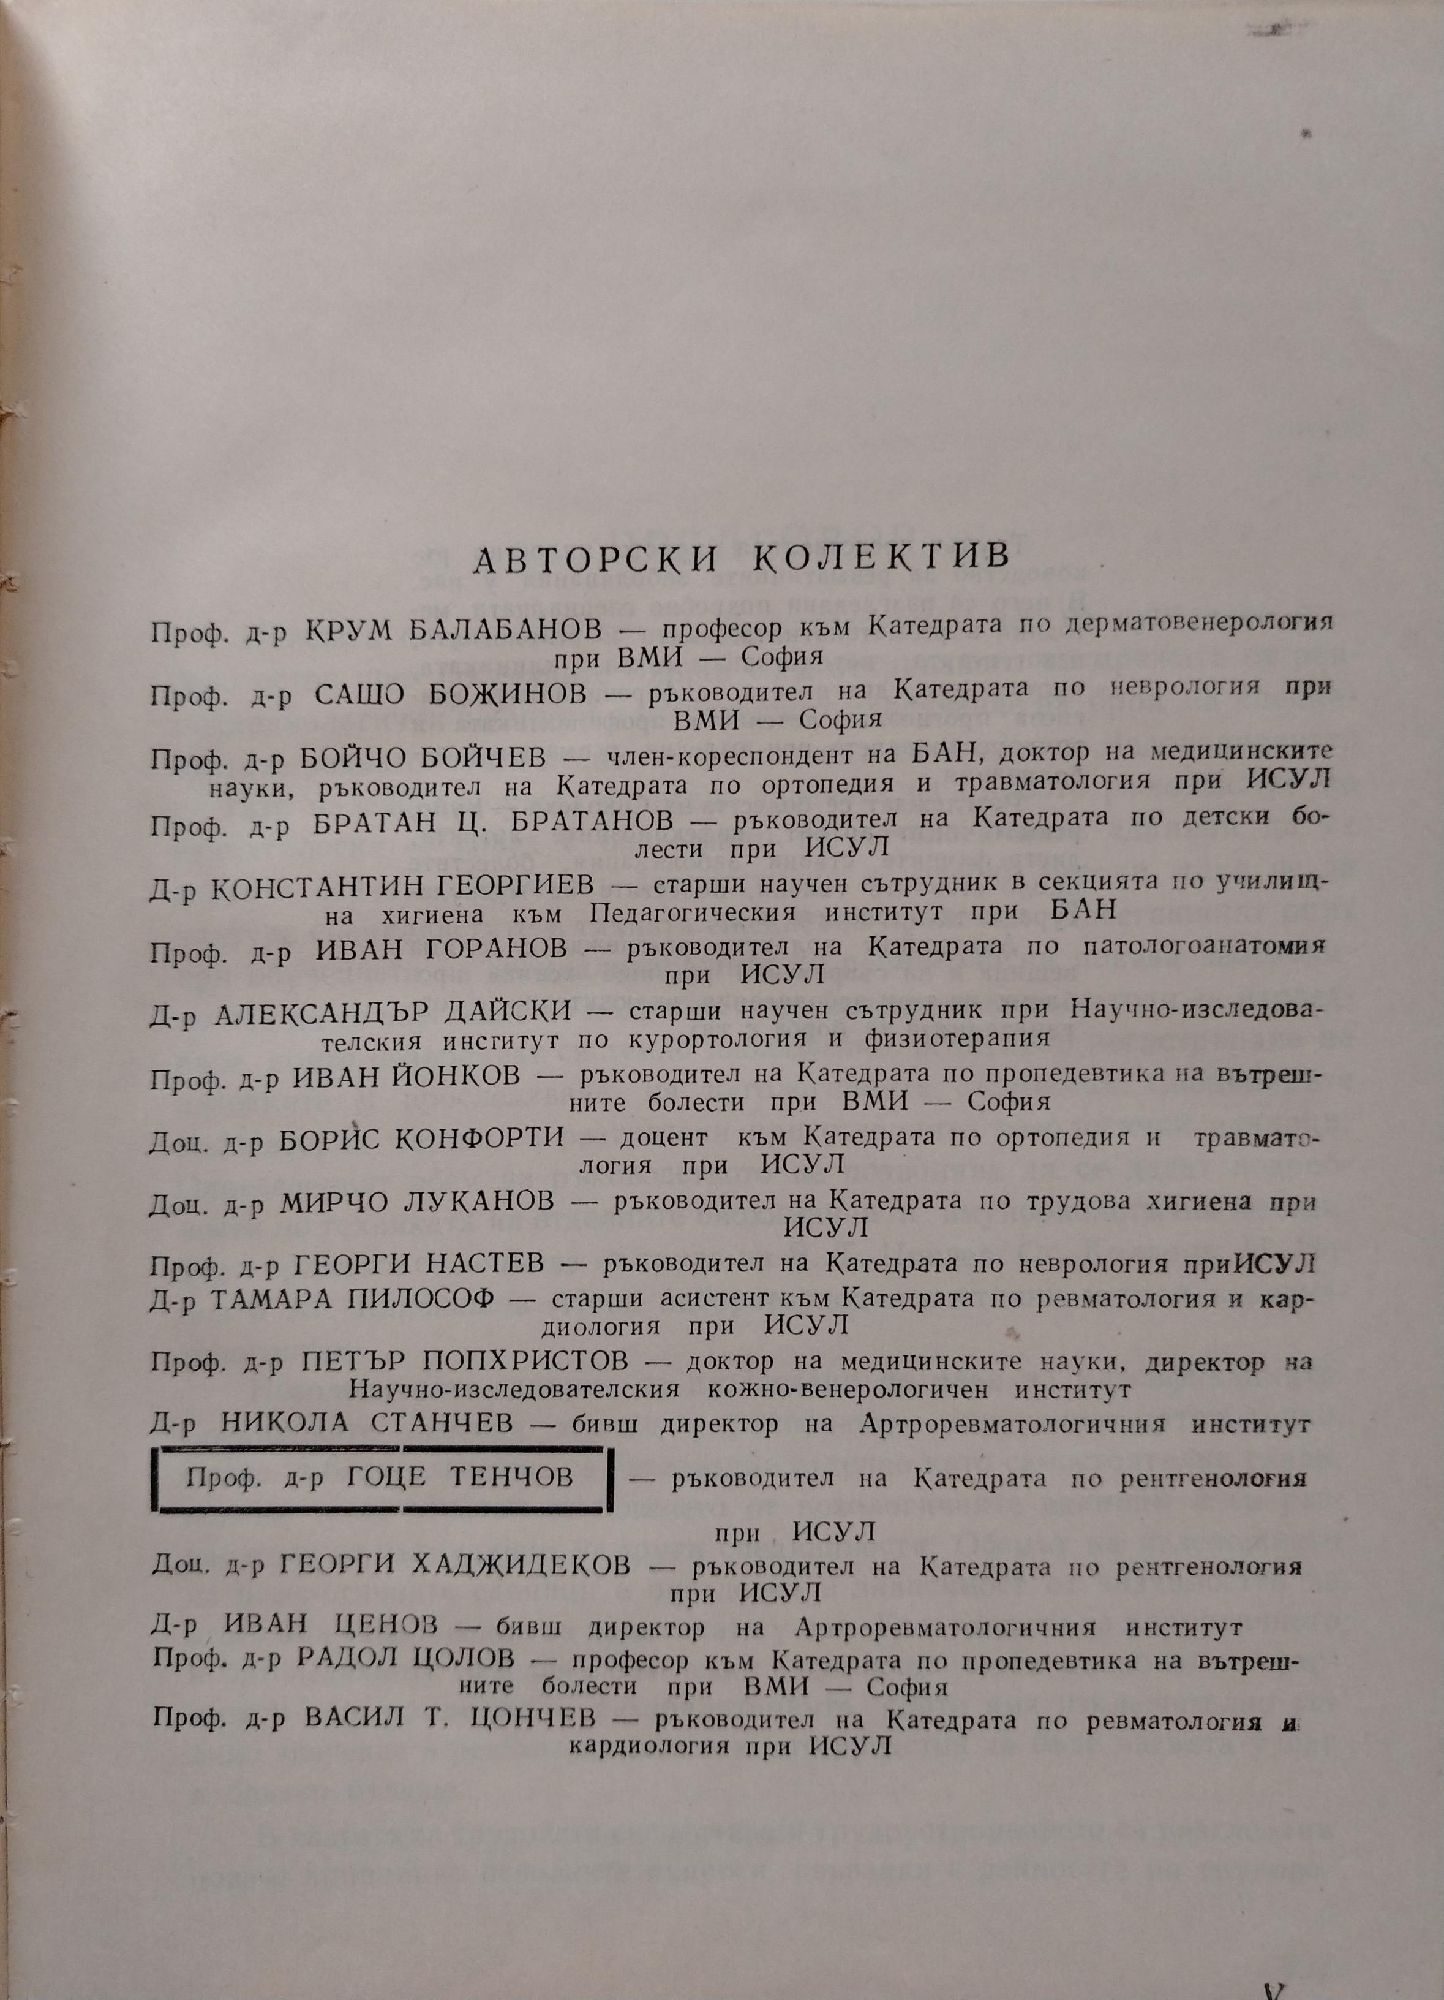 АВТОРСКИ КОЛЕКТИВ
Проф. д-р КРУМ БАЛАБАНОВ — професор към Катедрата по дерматовенерология
при ВМИ — София
Проф. д-р САШО БОЖИНОВ — ръководител на Катедрата по неврология при
ВМИ — София
Проф. д-р БОЙЧО БОЙЧЕВ — член-кореспондент на БАН, доктор на медицинските
науки, ръководител на Катедрата по ортопедия и травматология при ИСУЛ
Проф. д-р БРАТАН Ц. БРАТАНОВ — ръководител на Катедрата по детски бо-
лести при ИСУЛ
Д-р КОНСТАНТИН ГЕОРГИЕВ — старши научен сътрудник в секцията по училищ-
на хигиена към Педагогическия институт при БАН
Проф. д-р ИВАН ГОРАНОВ — ръководител на Катедрата по патологоанатомия
при ИСУЛ
Д-р АЛЕКСАНДЪР ДАЙСКИ — старши научен сътрудник при Научно-изследова-
телския институт по курортология и физиотерапия
Проф. д-р ИВАН ЙОНКОВ — ръководител на Катедрата по пропедевтика на вътреш-
ните болести при ВМИ — София
Доц. д-р БОРИС КОНФОРТИ — доцент към Катедрата по ортопедия и травмато-
логия при ИСУЛ
Доц. д-р МИРЧО ЛУКАНОВ — ръководител на Катедрата по трудова хигиена при
ИСУЛ
Проф. д-р ГЕОРГИ НАСТЕВ — ръководител на Катедрата по неврология приИСУЛ
Д-р ТАМАРА ПИЛОСОФ — старши асистент към Катедрата по ревматология и кар-
диология при ИСУЛ
Проф. д-р ПЕТЪР ПОПХРИСТОВ — доктор на медицинските науки, директор на
Научно-изследователския кожно-венерологичен институт
Д-р НИКОЛА СТАНЧЕВ — бивш директор на Артроревматологичния институт
Проф. д-р ГОЦЕ ТЕНЧОВ — ръководител на Катедрата по рентгенология
при ИСУЛ
Доц. д-р ГЕОРГИ ХАДЖИДЕКОВ — ръководител на Катедрата по рентгенология
при ИСУЛ
Д-р ИВАН ЦЕНОВ — бивш директор на Артроревматологичния институт
Проф. д-р РАДОЛ ЦОЛОВ — професор към Катедрата по пропедевтика на вътреш-
ните болести при ВМИ — София
Проф. д-р ВАСИЛ Т. ЦОНЧЕВ — ръководител на Катедрата по ревматология и
кардиология при ИСУЛ
V